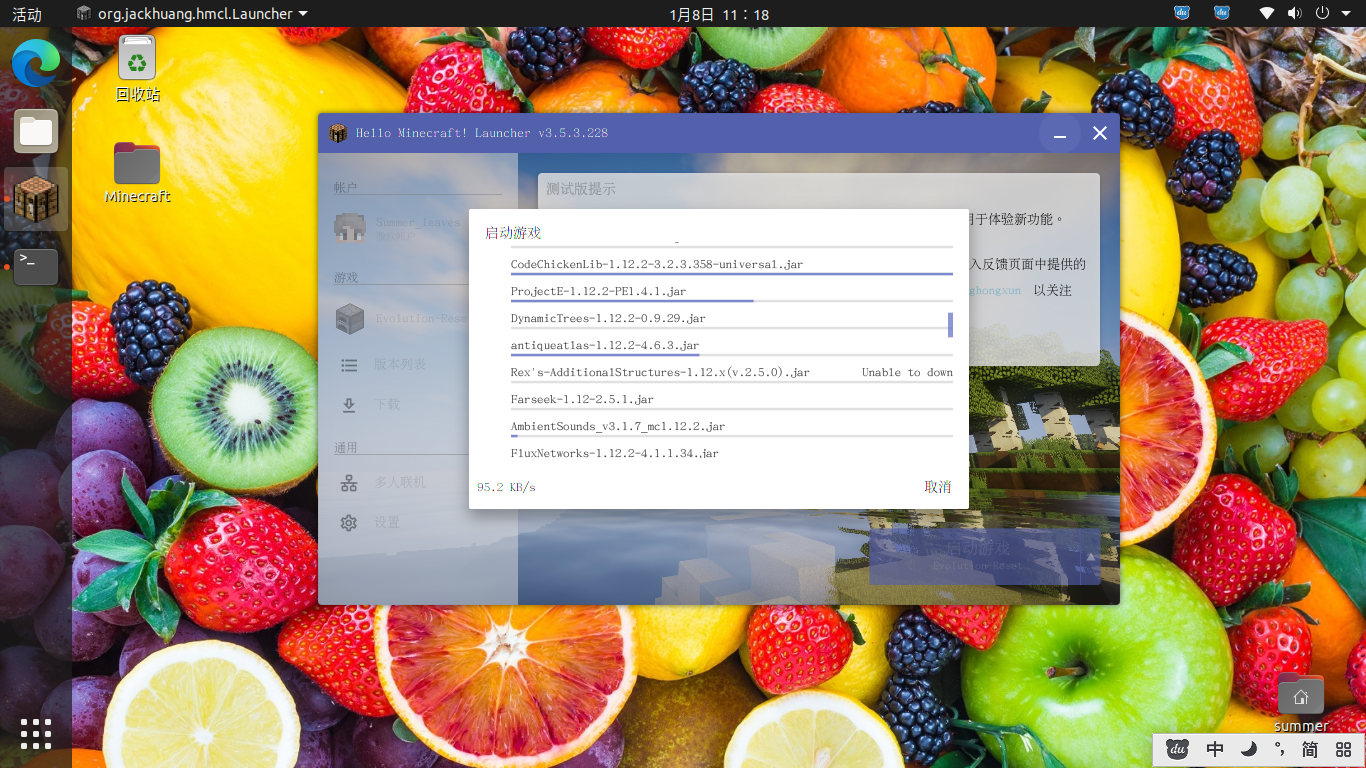 活动
org.jackhuang.hmcl.Launcher
1月8日 11：18
回收站
Minecraft
Hello Minecraft! Launcher v3.5.3.228
帐户
Summer_leaves
游戏
版本列表
下载
通用
多人联机
设置
测试版提示
用于体验新功能。
入反馈页面中提供的
ghongxun 以关注
启动游戏
CodeChickenLib-1.12.2-3.2.3.358-universal.jar
ProjectE-1.12.2-PE1.4.1.jar
DynamicTrees-1.12.2-0.9.29.jar
antiqueatlas-1.12.2-4.6.3.jar
Rex's-AdditionalStructures-1.12.x(v.2.5.0).jar Unable to down
Farseek-1.12-2.5.1.jar
AmbientSounds_v3.1.7_mc1.12.2.jar
FluxNetworks-1.12.2-4.1.1.34.jar
95.2 KB/s
取消
启动游戏
Evolution-Reset
summer
du 中 简